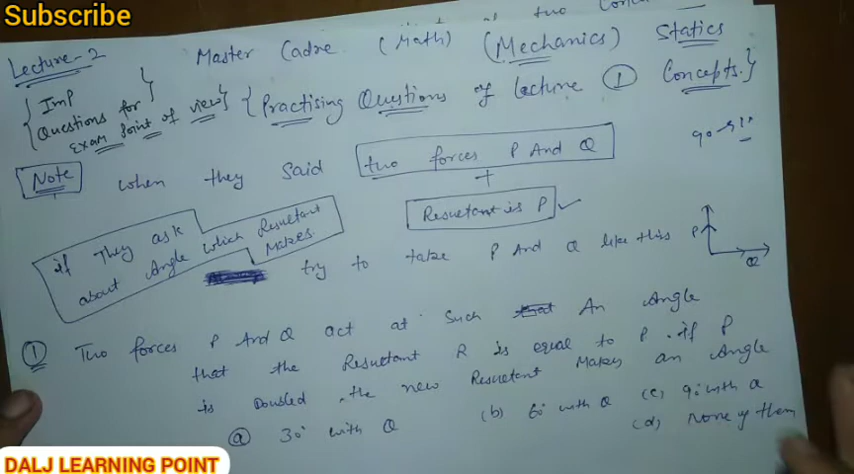 Subscribe
Lecture-2 Master Cadre (Math) (Mechanics) Statics
{Imp Questions for Exam Point of view} {Practising Questions of Lecture ① Concepts.}
Note when they said two forces P And Q
+
Resultant is P ✓
if They ask about Angle which Resultant Makes.
try to take P And Q like this P Q
① Two forces P And Q act at such An Angle
that the Resultant R is equal to P. if P
is Doubled, the new Resultant Makes an Angle
(a) 30° with Q (b) 60° with Q (c) 90° with Q
(d) None of them
DALJ LEARNING POINT